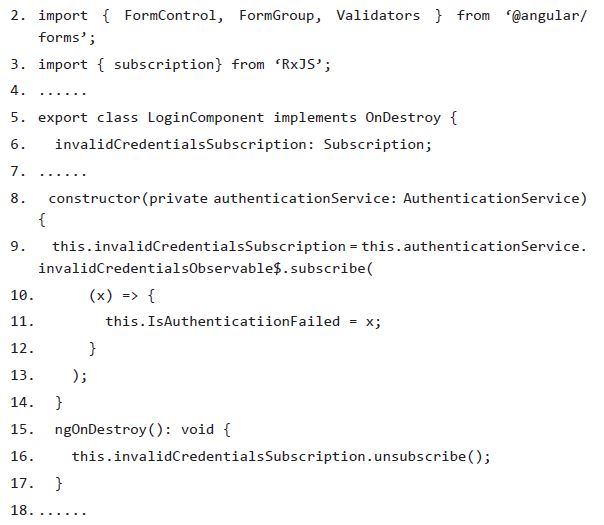 2. import { FormControl, FormGroup, Validators } from ‘@angular/
forms’;
3. import { subscription} from ‘RxJS’;
4. ......
5. export class LoginComponent implements OnDestroy {
6. invalidCredentialsSubscription: Subscription;
7. ......
8. constructor(private authenticationService: AuthenticationService)
{
9. this.invalidCredentialsSubscription = this.authenticationService.
invalidCredentialsObservable$.subscribe(
10. (x) => {
11. this.IsAuthenticatiionFailed = x;
12. }
13. );
14. }
15. ngOnDestroy(): void {
16. this.invalidCredentialsSubscription.unsubscribe();
17. }
18. ......